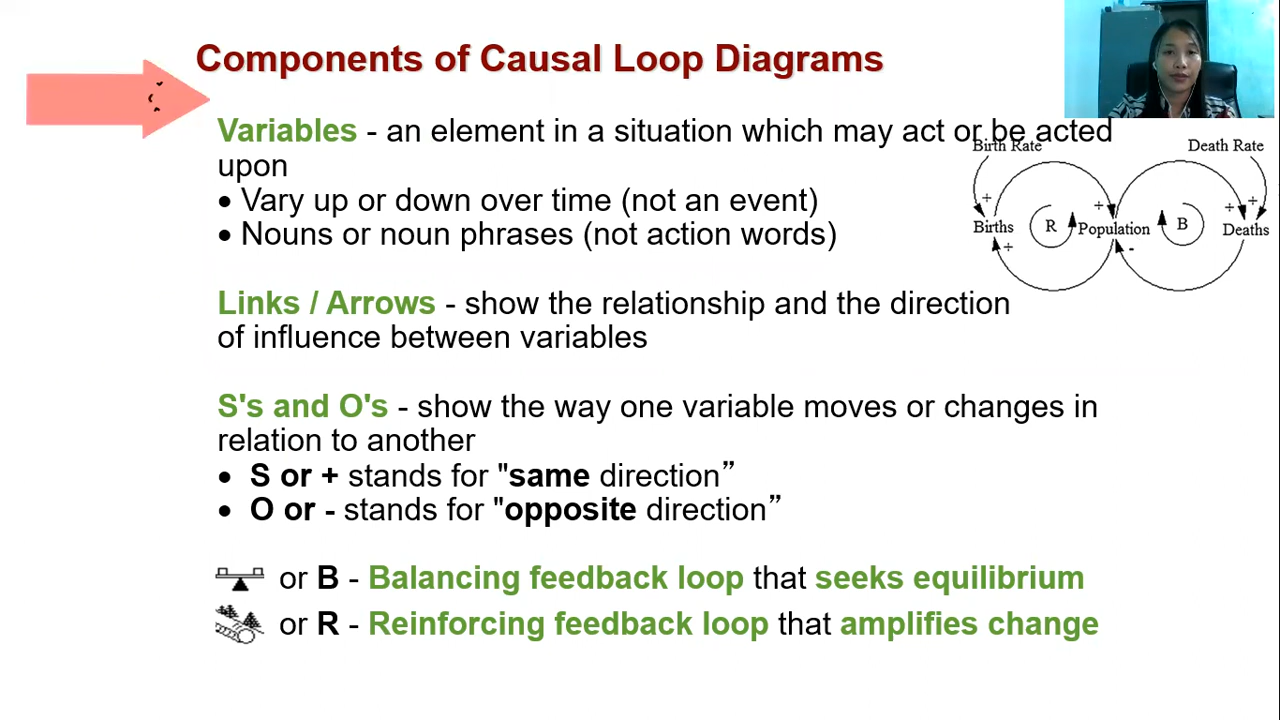 Components of Causal Loop Diagrams
Variables - an element in a situation which may act or be acted
upon
• Vary up or down over time (not an event)
• Nouns or noun phrases (not action words)
Birth Rate
Death Rate
+
+
+
+
Births
R
Population
B
Deaths
+
-
Links / Arrows - show the relationship and the direction
of influence between variables
S's and O's - show the way one variable moves or changes in
relation to another
• S or + stands for "same direction”
• O or - stands for "opposite direction”
or B - Balancing feedback loop that seeks equilibrium
or R - Reinforcing feedback loop that amplifies change